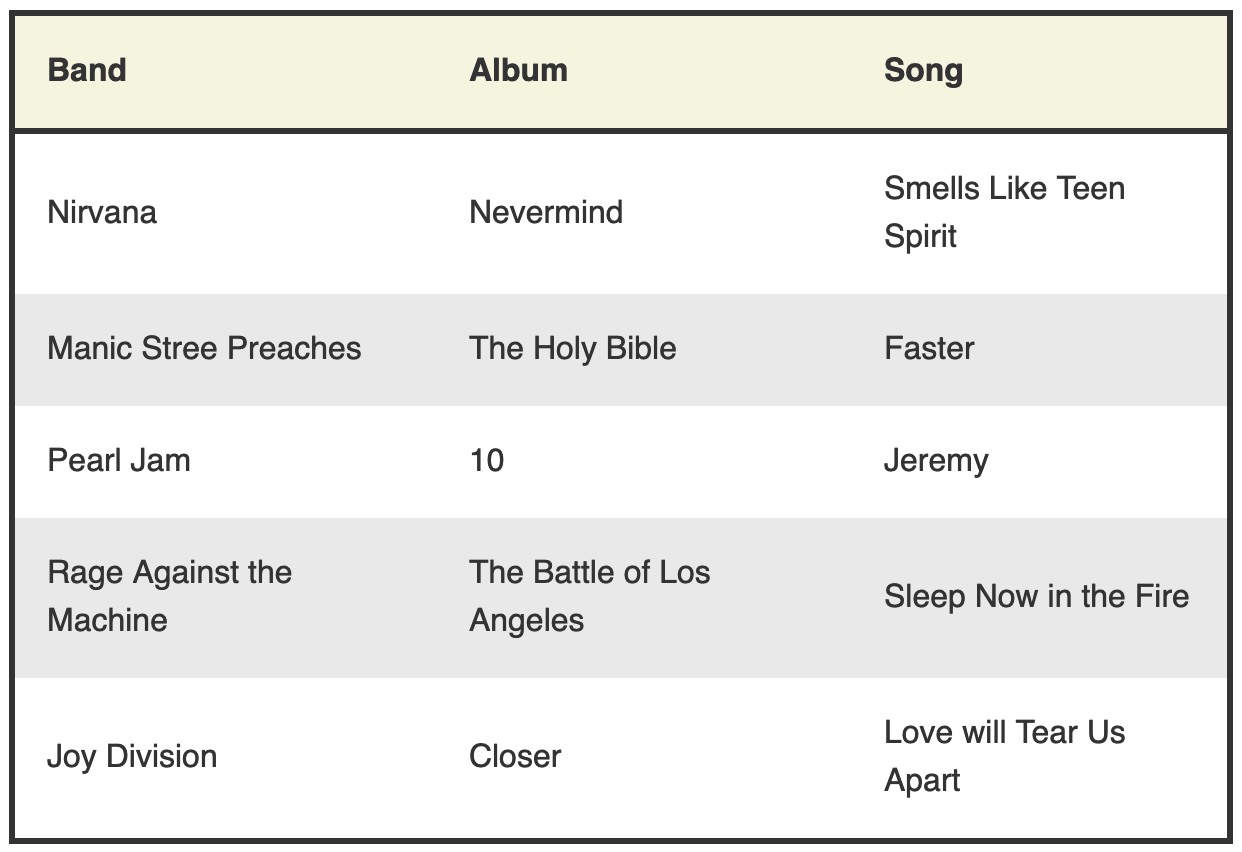 Band Album Song
Nirvana Nevermind Smells Like Teen
Spirit
Manic Stree Preaches The Holy Bible Faster
Pearl Jam 10 Jeremy
Rage Against the
Machine
The Battle of Los
Angeles
Sleep Now in the Fire
Joy Division Closer Love will Tear Us
Apart